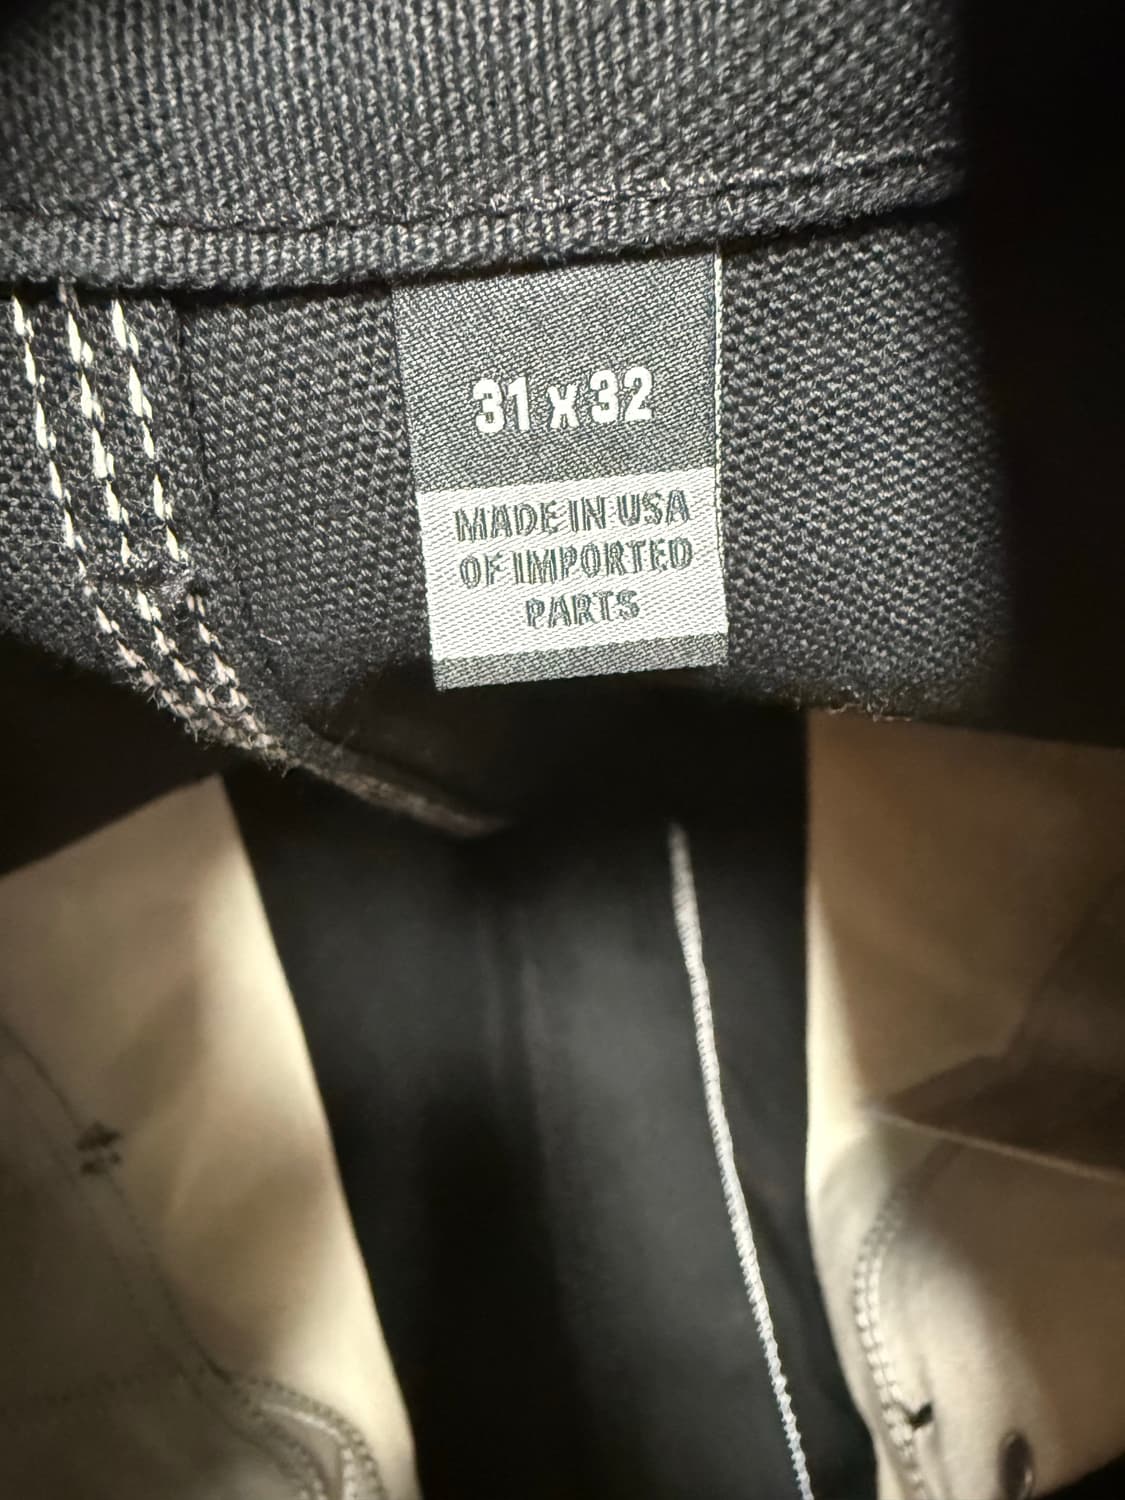 31 x 32
MADE IN USA
OF IMPORTED
PARTS